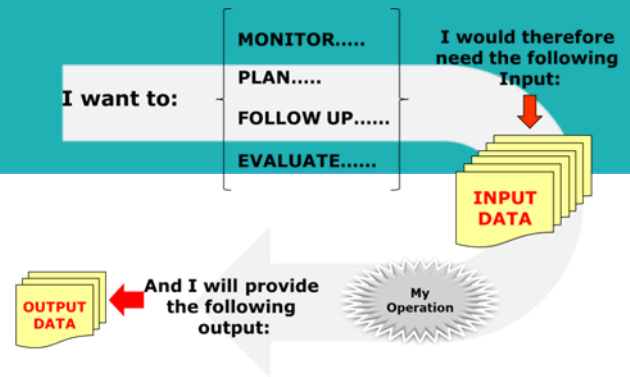 I want to:
MONITOR.....
PLAN.....
FOLLOW UP......
EVALUATE......
I would therefore
need the following
Input:
INPUT
DATA
My
Operation
And I will provide
the following
output:
OUTPUT
DATA